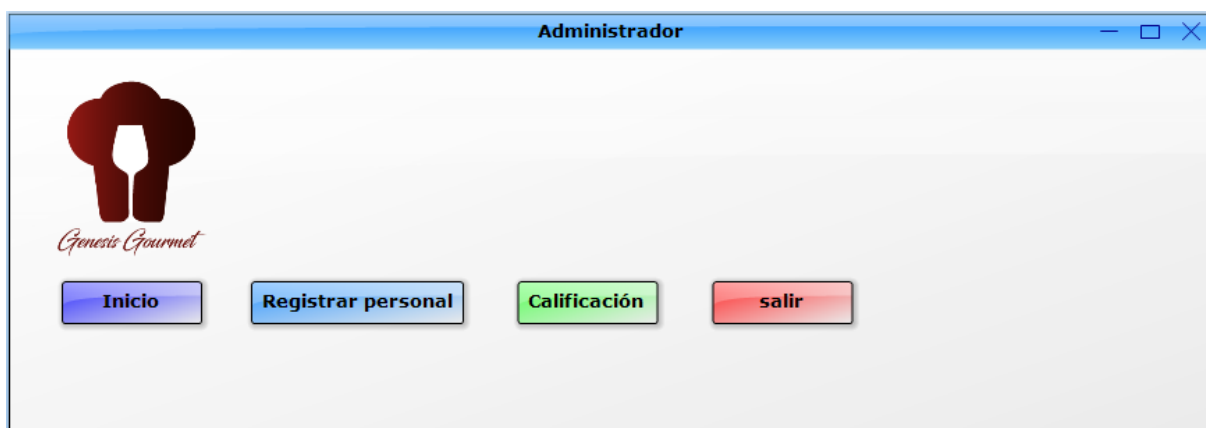 Administrador
Genesis Gourmet
Inicio
Registrar personal
Calificación
salir